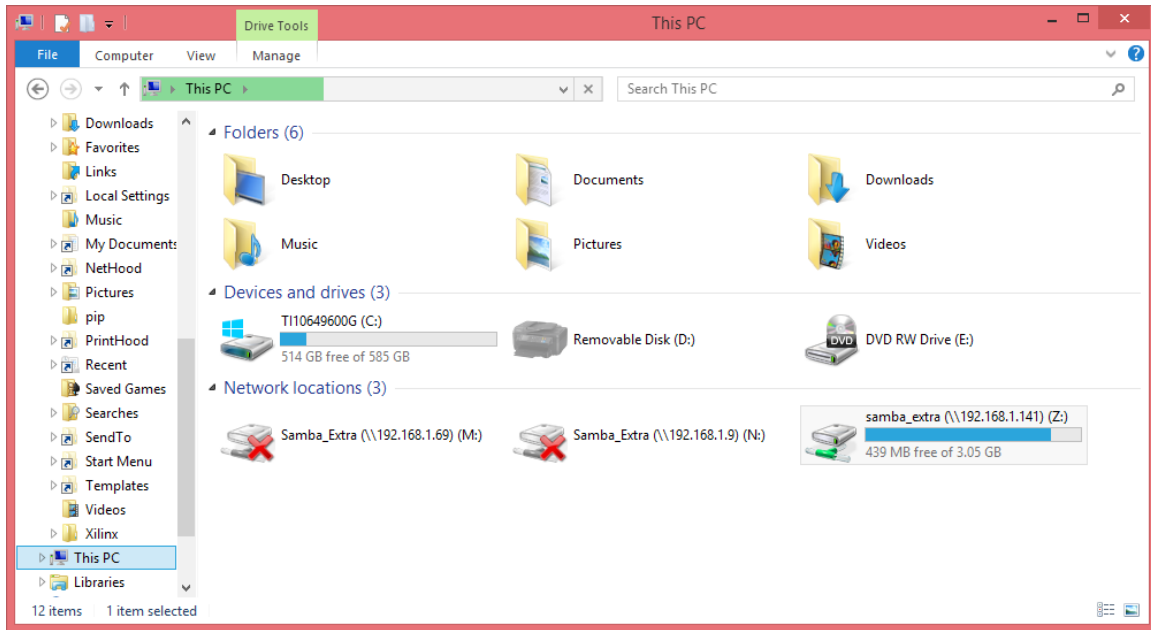 Drive Tools
This PC
File
Computer
View
Manage
This PC
Search This PC
Downloads
Favorites
Links
Local Settings
Music
My Documents
NetHood
Pictures
pip
PrintHood
Recent
Saved Games
Searches
SendTo
Start Menu
Templates
Videos
Xilinx
This PC
Libraries
Folders (6)
Desktop
Documents
Downloads
Music
Pictures
Videos
Devices and drives (3)
TI10649600G (C:)
514 GB free of 585 GB
Removable Disk (D:)
DVD
DVD RW Drive (E:)
Network locations (3)
Samba_Extra (\\192.168.1.69) (M:)
Samba_Extra (\\192.168.1.9) (N:)
samba_extra (\\192.168.1.141) (Z:)
439 MB free of 3.05 GB
12 items
1 item selected